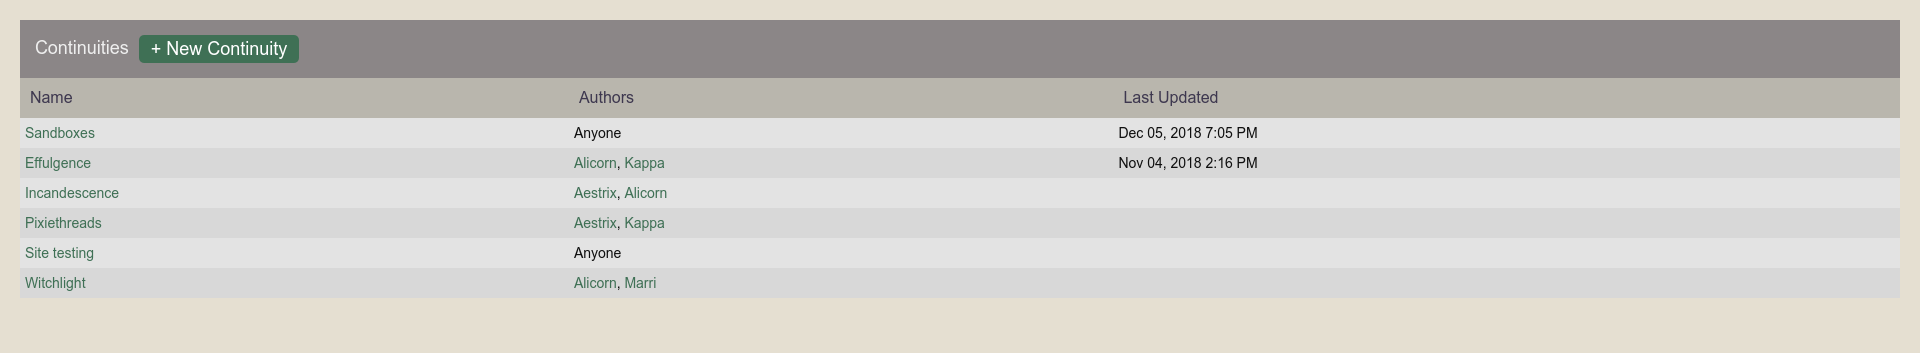 Continuities + New Continuity
Name Authors Last Updated
Sandboxes Anyone Dec 05, 2018 7:05 PM
Effulgence Alicorn, Kappa Nov 04, 2018 2:16 PM
Incandescence Aestrix, Alicorn
Pixiethreads Aestrix, Kappa
Site testing Anyone
Witchlight Alicorn, Marri